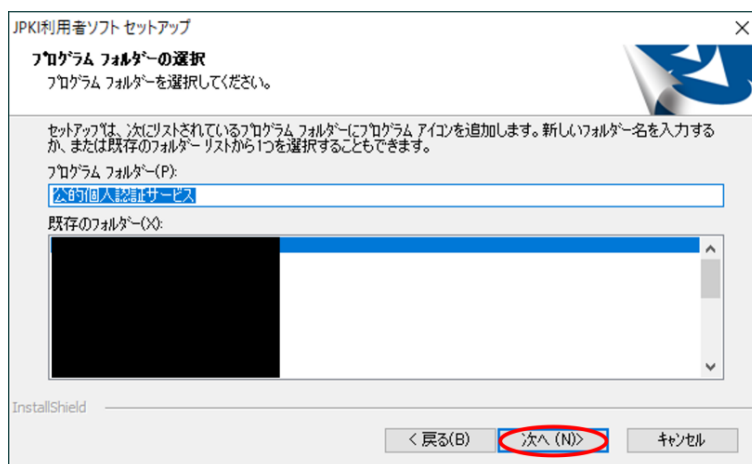 JPKI利用者ソフト セットアップ
プログラム フォルダーの選択
プログラム フォルダーを選択してください。
セットアップは、次にリストされているプログラム フォルダーにプログラム アイコンを追加します。新しいフォルダー名を入力する
か、または既存のフォルダー リストから1つを選択することもできます。
プログラム フォルダー(P):
公的個人認証サービス
既存のフォルダー(X):
InstallShield
< 戻る(B)
次へ (N)>
キャンセル